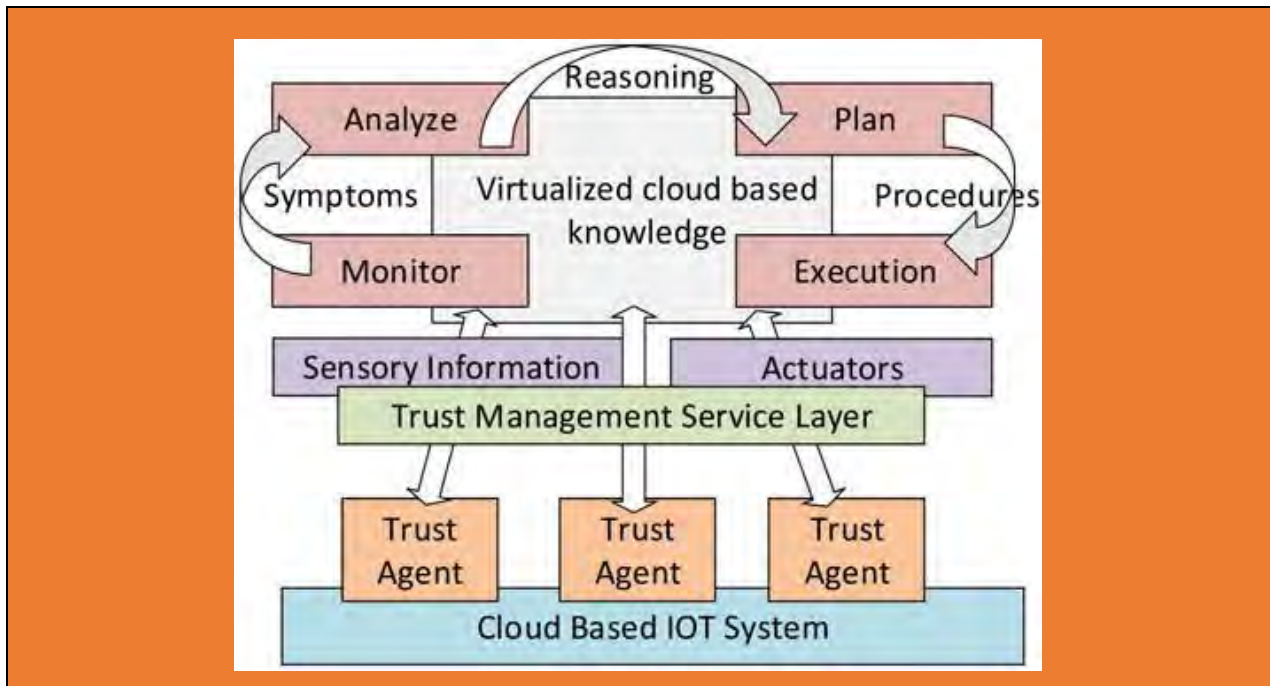 Reasoning
Analyze
Plan
Symptoms
Virtualized cloud based
knowledge
Procedures
Monitor
Execution
Sensory Information
Actuators
Trust Management Service Layer
Trust
Agent
Trust
Agent
Trust
Agent
Cloud Based IOT System